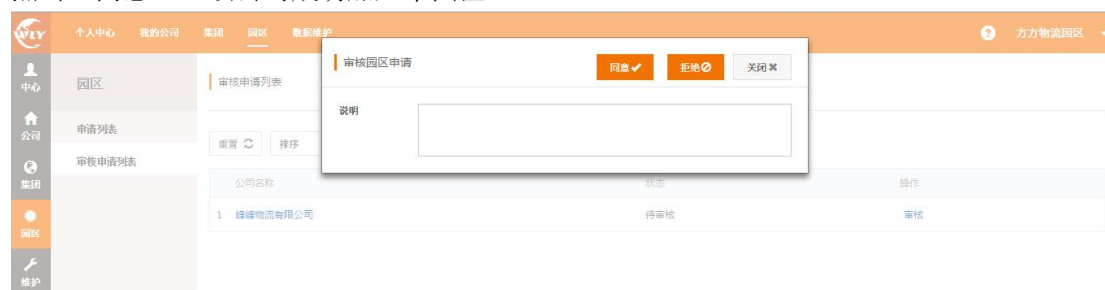 WLY 个人中心 我的公司 集团 园区 数据维护 方方物流园区
审核园区申请 同意 拒绝 关闭
中心 园区 审核申请列表
说明
公司 申请列表
重置 排序
集团 审核申请列表
公司名称 状态 操作
1 峰峰物流有限公司 待审核 审核
园区
维护